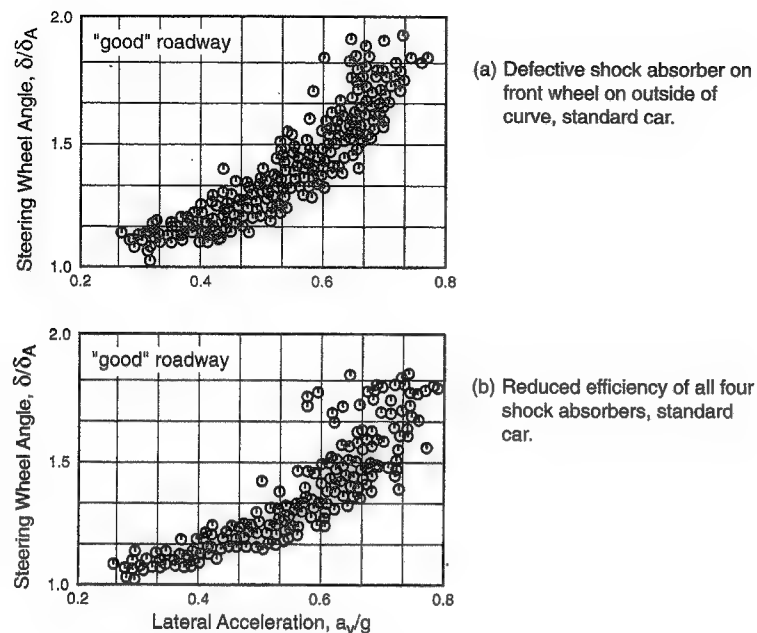 2.0
"good" roadway
Steering Wheel Angle, δ/δA
1.5
1.0
0.2
0.4
0.6
0.8
(a) Defective shock absorber on
front wheel on outside of
curve, standard car.
2.0
"good" roadway
Steering Wheel Angle, δ/δA
1.5
1.0
0.2
0.4
0.6
0.8
Lateral Acceleration, ay/g
(b) Reduced efficiency of all four
shock absorbers, standard
car.